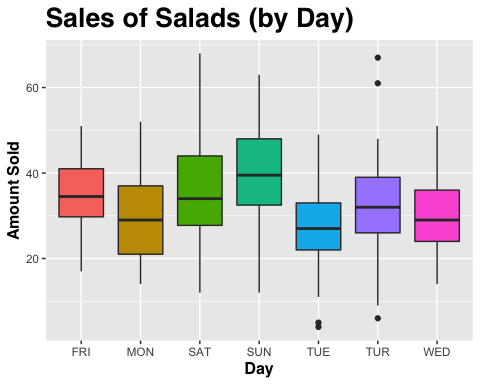 Sales of Salads (by Day)
Amount Sold
60
40
20
FRI MON SAT SUN TUE TUR WED
Day